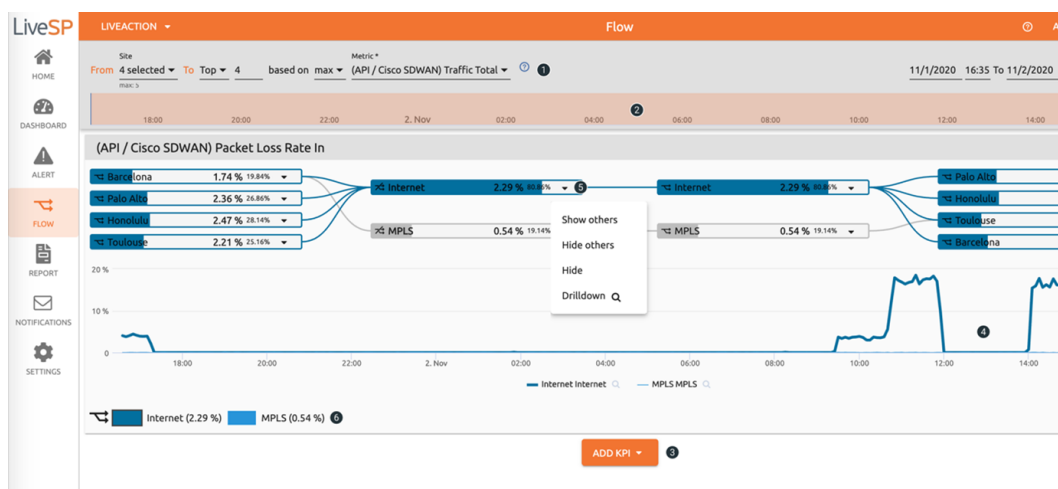 LiveSP
LIVEACTION
Flow
HOME
DASHBOARD
ALERT
FLOW
REPORT
NOTIFICATIONS
SETTINGS
Site
Metric *
From 4 selected To Top 4 based on max (API / Cisco SDWAN) Traffic Total ? 1
11/1/2020 16:35 To 11/2/2020
max: 5
2
18:00 20:00 22:00 2. Nov 02:00 04:00 06:00 08:00 10:00 12:00 14:00
(API / Cisco SDWAN) Packet Loss Rate In
Barcelona 1.74 % 19.84%
Palo Alto 2.36 % 26.86%
Honolulu 2.47 % 28.14%
Toulouse 2.21 % 25.16%
Internet 2.29 % 80.86% 5
MPLS 0.54 % 19.14%
Internet 2.29 % 80.86%
MPLS 0.54 % 19.14%
Palo Alto
Honolulu
Toulouse
Barcelona
Show others
Hide others
Hide
Drilldown
20 %
10 %
0
4
18:00 20:00 22:00 2. Nov 02:00 04:00 06:00 08:00 10:00 12:00 14:00
Internet Internet MPLS MPLS
Internet (2.29 %) MPLS (0.54 %) 6
ADD KPI 3